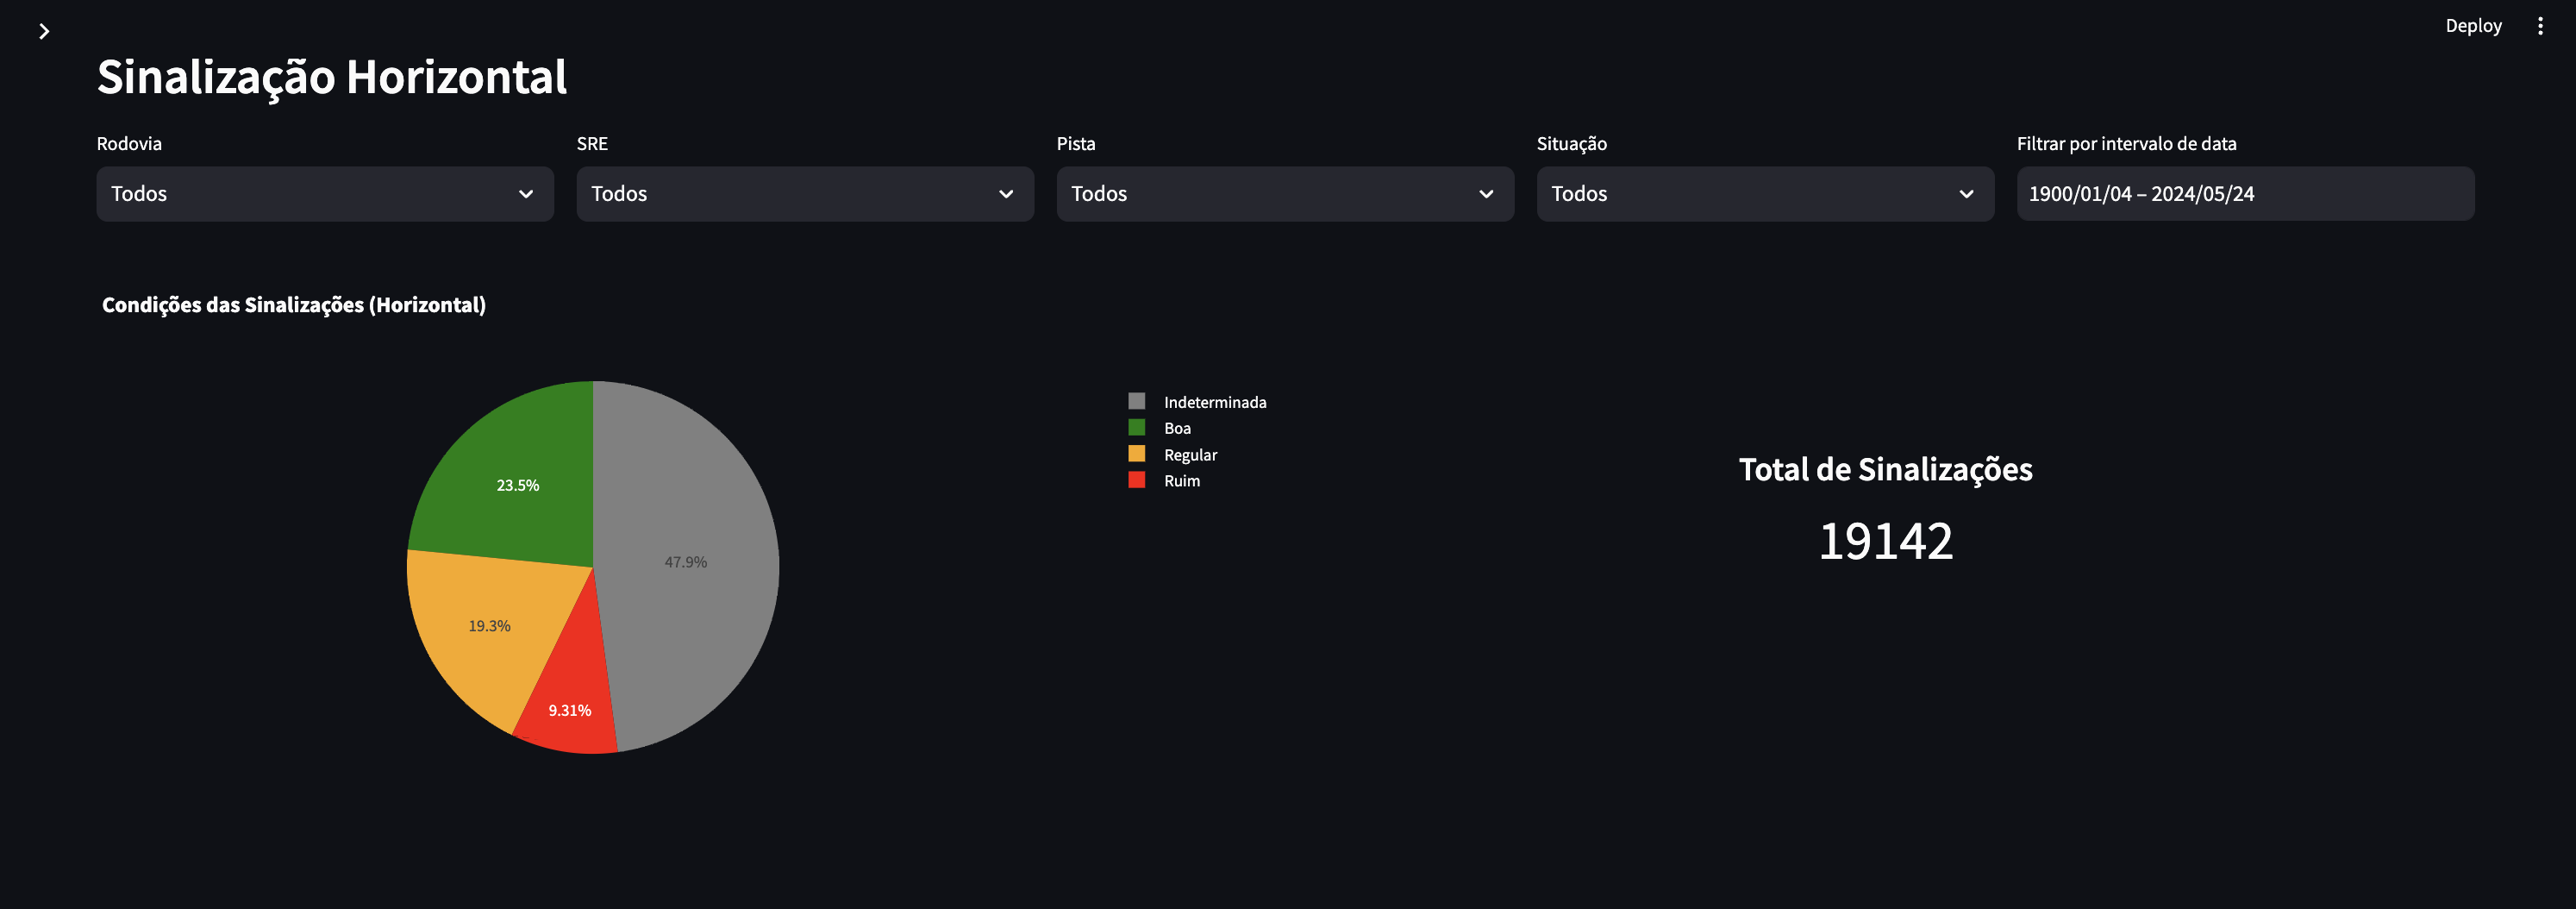 Deploy
Sinalização Horizontal
Rodovia
SRE
Pista
Situação
Filtrar por intervalo de data
Todos
Todos
Todos
Todos
1900/01/04 – 2024/05/24
Condições das Sinalizações (Horizontal)
23.5%
47.9%
19.3%
9.31%
Indeterminada
Boa
Regular
Ruim
Total de Sinalizações
19142